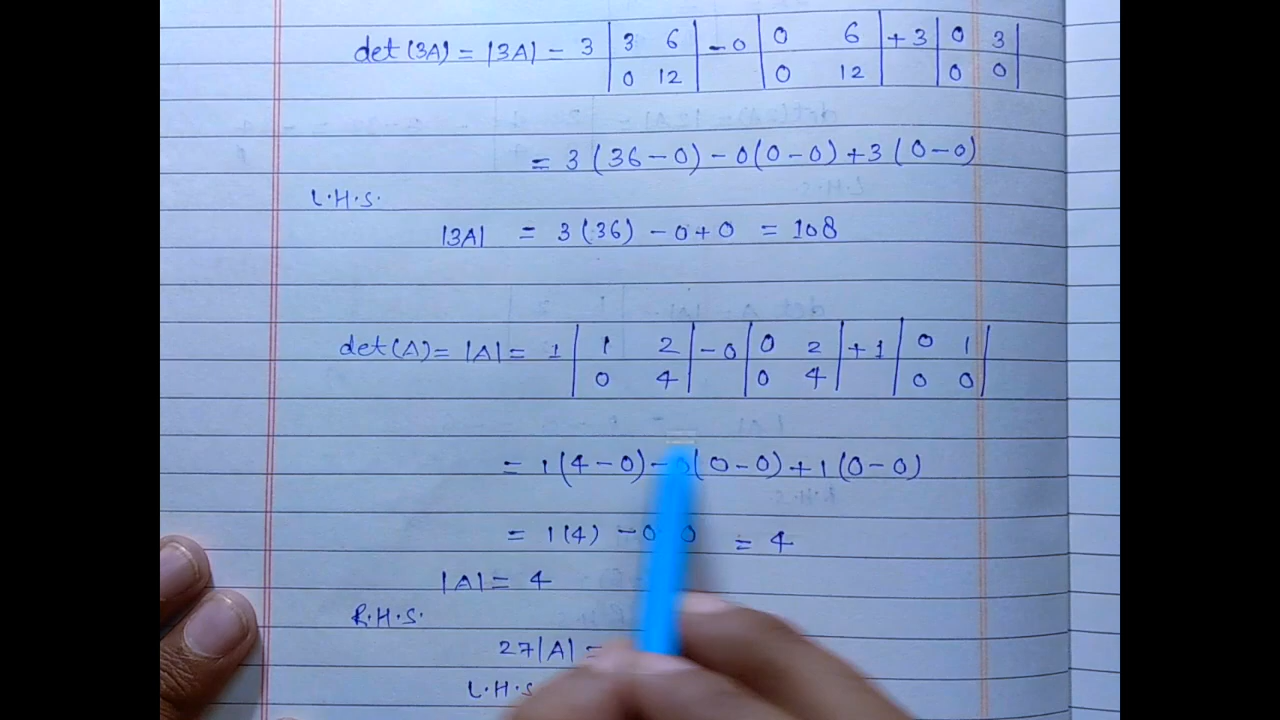 det(3A) = |3A| = 3 | 3 6 | - 0 | 0 6 | + 3 | 0 3 |
| 0 12 | | 0 12 | | 0 0 |
= 3 (36 - 0) - 0(0 - 0) + 3 (0 - 0)
L.H.S.
|3A| = 3 (36) - 0 + 0 = 108
det(A) = |A| = 1 | 1 2 | - 0 | 0 2 | + 1 | 0 1 |
| 0 4 | | 0 4 | | 0 0 |
= 1 (4 - 0) - 0 (0 - 0) + 1 (0 - 0)
= 1(4) - 0 0 = 4
|A| = 4
R.H.S.
27|A| =
L.H.S